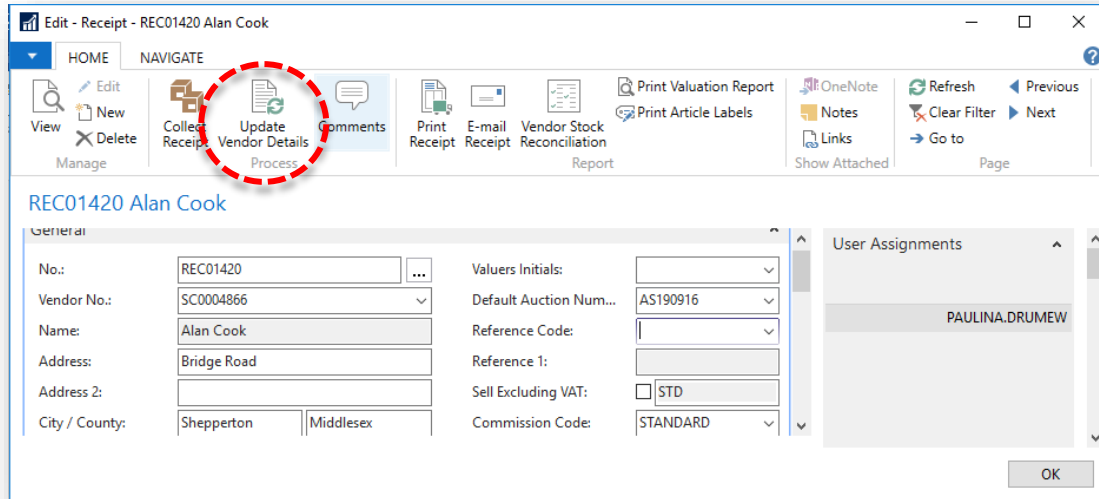 Edit - Receipt - REC01420 Alan Cook
HOME NAVIGATE
View
Edit
New
Delete
Manage
Collect Receipt
Update Vendor Details
Comments
Process
Print Receipt
E-mail Receipt
Vendor Stock Reconciliation
Print Valuation Report
Print Article Labels
Report
OneNote
Notes
Links
Show Attached
Refresh
Clear Filter
Go to
Previous
Next
Page
REC01420 Alan Cook
General
No.: REC01420 ...
Vendor No.: SC0004866
Name: Alan Cook
Address: Bridge Road
Address 2:
City / County: Shepperton Middlesex
Valuers Initials:
Default Auction Num... AS190916
Reference Code:
Reference 1:
Sell Excluding VAT: STD
Commission Code: STANDARD
User Assignments
PAULINA.DRUMEW
OK